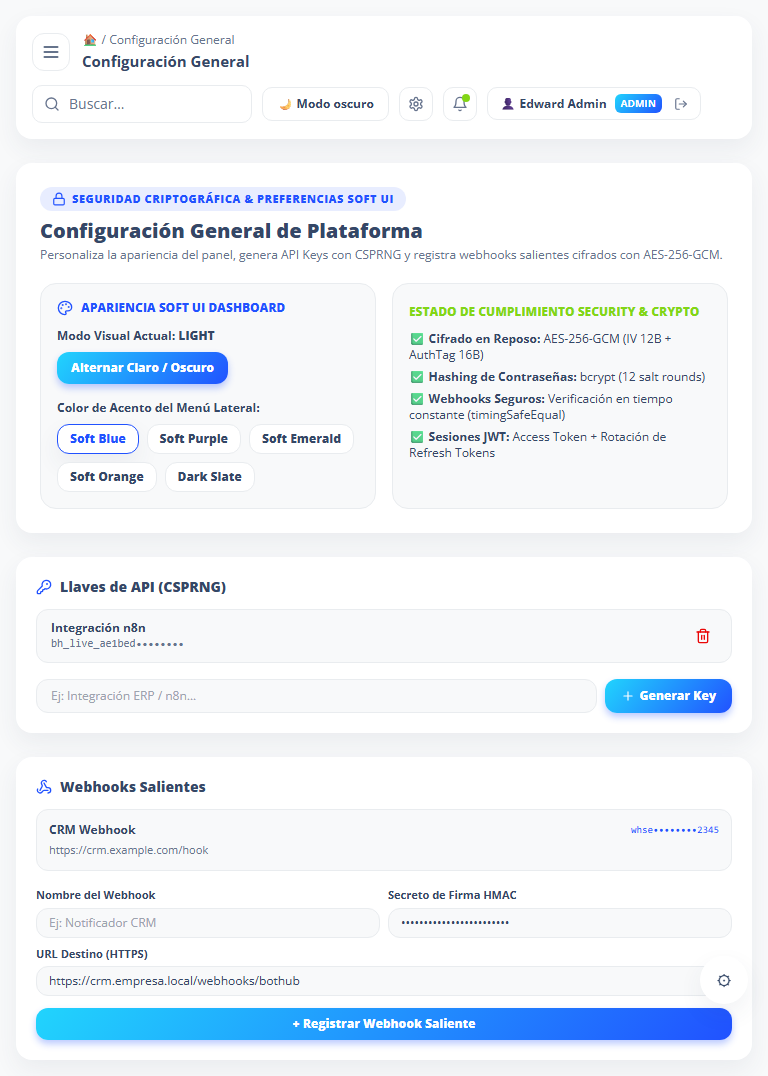 / Configuración General
Configuración General
Buscar...
Modo oscuro
Edward Admin ADMIN
SEGURIDAD CRIPTOGRÁFICA & PREFERENCIAS SOFT UI
Configuración General de Plataforma
Personaliza la apariencia del panel, genera API Keys con CSPRNG y registra webhooks salientes cifrados con AES-256-GCM.
APARIENCIA SOFT UI DASHBOARD
Modo Visual Actual: LIGHT
Alternar Claro / Oscuro
Color de Acento del Menú Lateral:
Soft Blue Soft Purple Soft Emerald
Soft Orange Dark Slate
ESTADO DE CUMPLIMIENTO SECURITY & CRYPTO
✅ Cifrado en Reposo: AES-256-GCM (IV 12B +
AuthTag 16B)
✅ Hashing de Contraseñas: bcrypt (12 salt rounds)
✅ Webhooks Seguros: Verificación en tiempo
constante (timingSafeEqual)
✅ Sesiones JWT: Access Token + Rotación de
Refresh Tokens
Llaves de API (CSPRNG)
Integración n8n
bh_live_ae1bed••••••••
Ej: Integración ERP / n8n...
+ Generar Key
Webhooks Salientes
CRM Webhook
whse••••••••2345
https://crm.example.com/hook
Nombre del Webhook
Secreto de Firma HMAC
Ej: Notificador CRM
••••••••••••••••••••••••
URL Destino (HTTPS)
https://crm.empresa.local/webhooks/bothub
+ Registrar Webhook Saliente